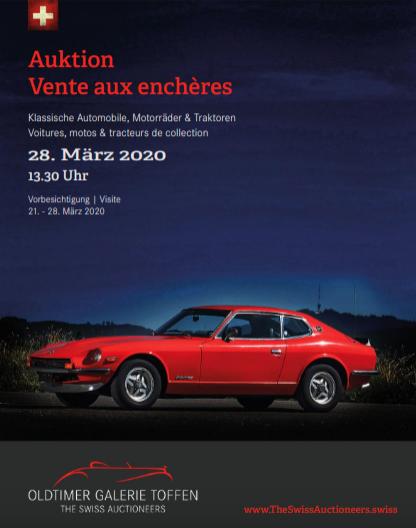 Auktion
Vente aux enchères
Klassische Automobile, Motorräder & Traktoren
Voitures, motos & tracteurs de collection
28. März 2020
13.30 Uhr
Vorbesichtigung | Visite
21. - 28. März 2020
OLDTIMER GALERIE TOFFEN
THE SWISS AUCTIONEERS
www.TheSwissAuctioneers.swiss